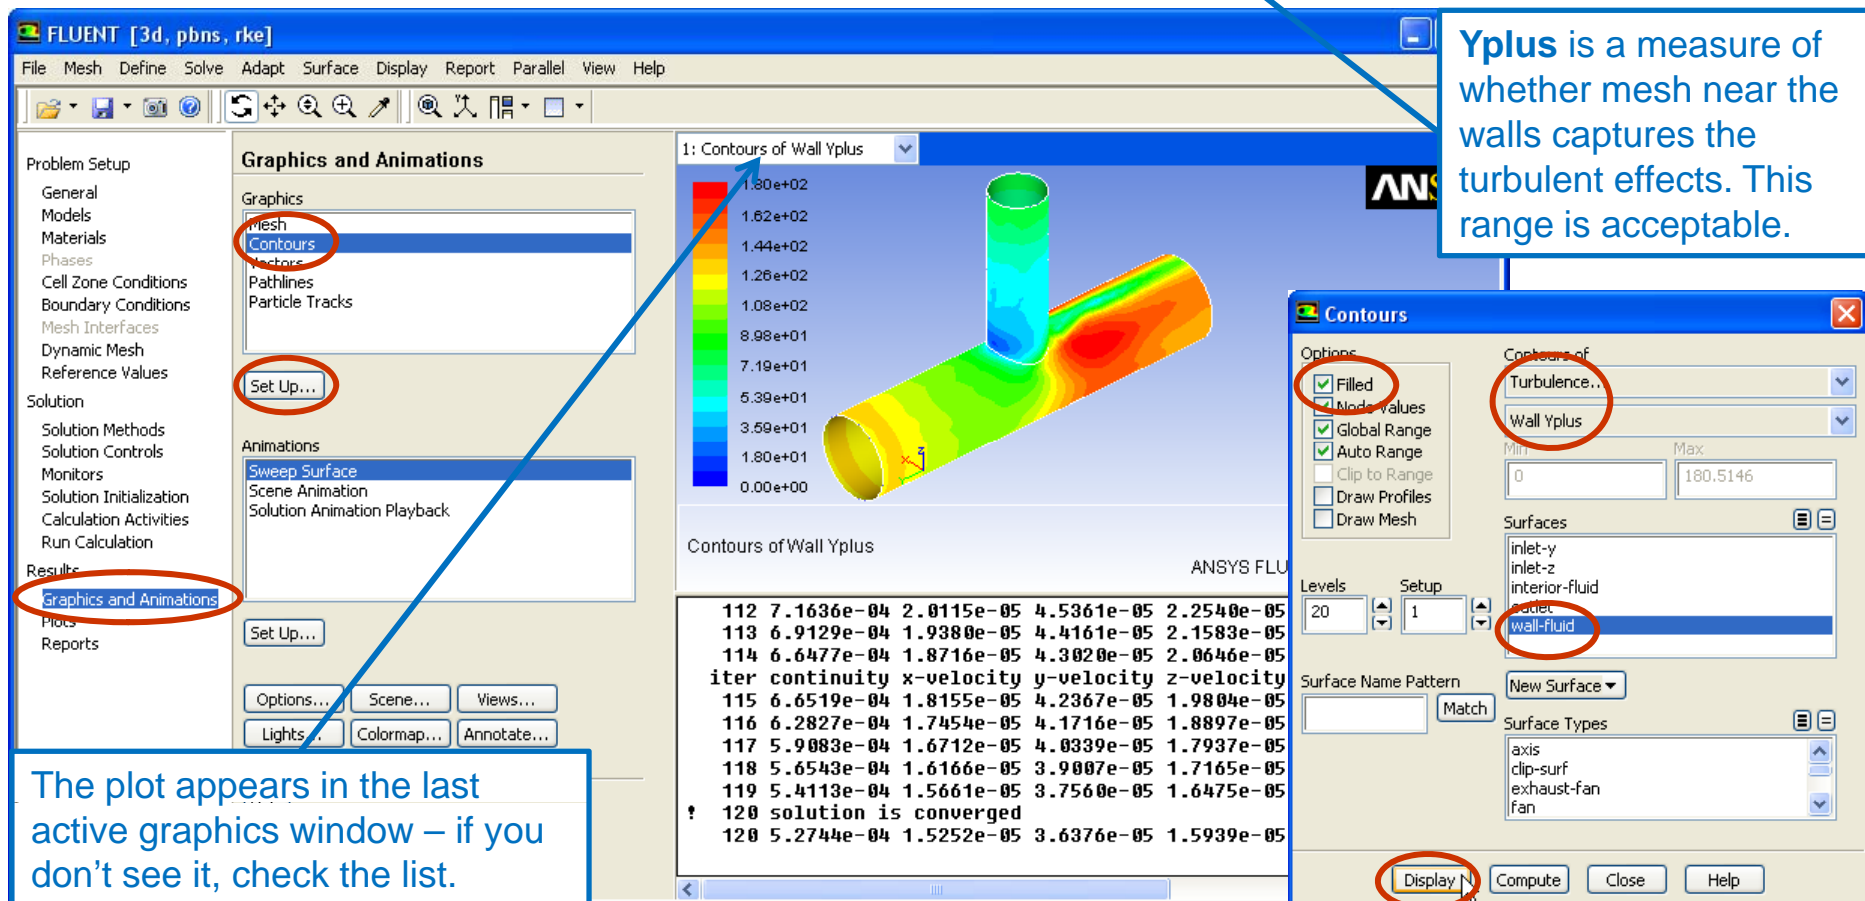 FLUENT [3d, pbns, rke]
File Mesh Define Solve Adapt Surface Display Report Parallel View Help
Problem Setup
General
Models
Materials
Phases
Cell Zone Conditions
Boundary Conditions
Mesh Interfaces
Dynamic Mesh
Reference Values
Solution
Solution Methods
Solution Controls
Monitors
Solution Initialization
Calculation Activities
Run Calculation
Results
Graphics and Animations
Plots
Reports
Graphics and Animations
Graphics
Mesh
Contours
Vectors
Pathlines
Particle Tracks
Set Up...
Animations
Sweep Surface
Scene Animation
Solution Animation Playback
Set Up...
Options... Scene... Views...
Lights... Colormap... Annotate...
The plot appears in the last
active graphics window – if you
don't see it, check the list.
1: Contours of Wall Yplus
1.80e+02
1.62e+02
1.44e+02
1.26e+02
1.08e+02
8.98e+01
7.19e+01
5.39e+01
3.59e+01
1.80e+01
0.00e+00
Z
X
Y
Contours of Wall Yplus
ANSYS FLU
112 7.1636e-04 2.0115e-05 4.5361e-05 2.2540e-05
113 6.9129e-04 1.9380e-05 4.4161e-05 2.1583e-05
114 6.6477e-04 1.8716e-05 4.3020e-05 2.0646e-05
iter continuity x-velocity y-velocity z-velocity
115 6.6519e-04 1.8155e-05 4.2367e-05 1.9804e-05
116 6.2827e-04 1.7454e-05 4.1716e-05 1.8897e-05
117 5.9083e-04 1.6712e-05 4.0339e-05 1.7937e-05
118 5.6543e-04 1.6166e-05 3.9007e-05 1.7165e-05
119 5.4113e-04 1.5661e-05 3.7560e-05 1.6475e-05
! 120 solution is converged
120 5.2744e-04 1.5252e-05 3.6376e-05 1.5939e-05
Yplus is a measure of
whether mesh near the
walls captures the
turbulent effects. This
range is acceptable.
Contours
Options
Filled
Node Values
Global Range
Auto Range
Clip to Range
Draw Profiles
Draw Mesh
Levels Setup
20 1
Surface Name Pattern
Match
Contours of
Turbulence...
Wall Yplus
Min Max
0 180.5146
Surfaces
inlet-y
inlet-z
interior-fluid
outlet
wall-fluid
New Surface
Surface Types
axis
clip-surf
exhaust-fan
fan
Display Compute Close Help